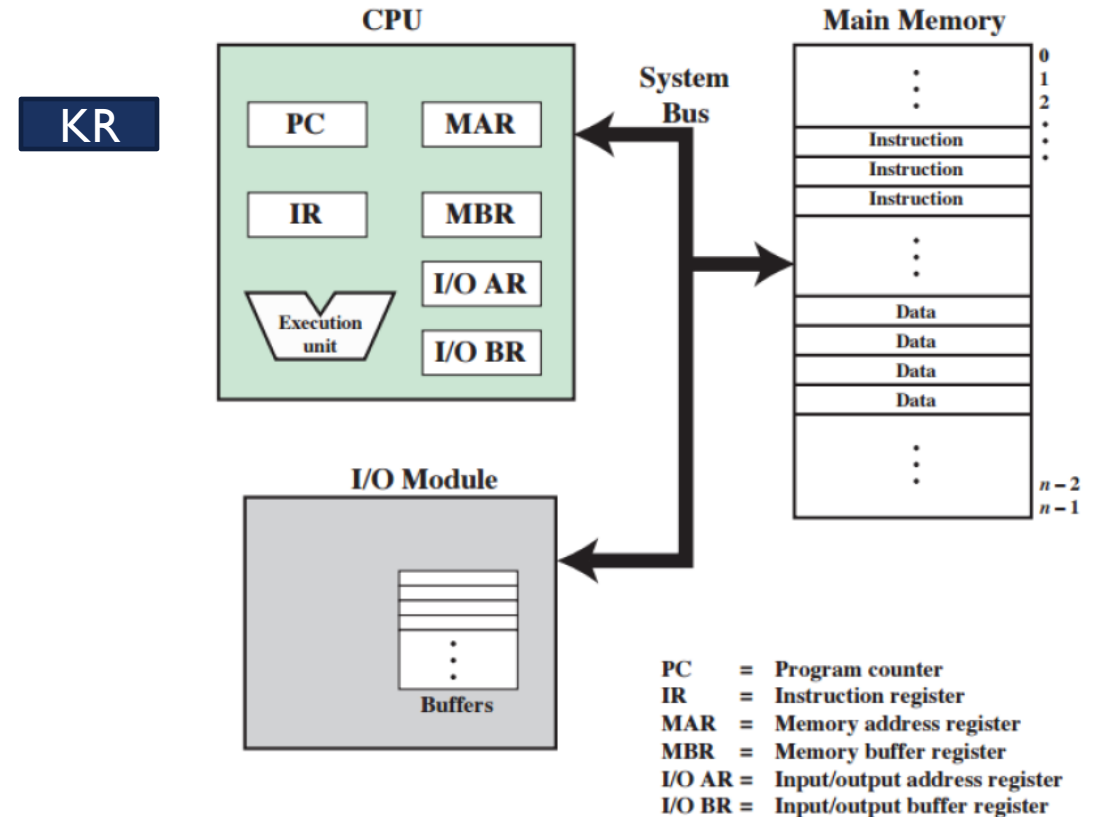 CPU
Main Memory
KR
System
Bus
PC
MAR
IR
MBR
I/O AR
Execution
unit
I/O BR
0
1
2
Instruction
Instruction
Instruction
Data
Data
Data
Data
n – 2
n – 1
I/O Module
Buffers
PC = Program counter
IR = Instruction register
MAR = Memory address register
MBR = Memory buffer register
I/O AR = Input/output address register
I/O BR = Input/output buffer register